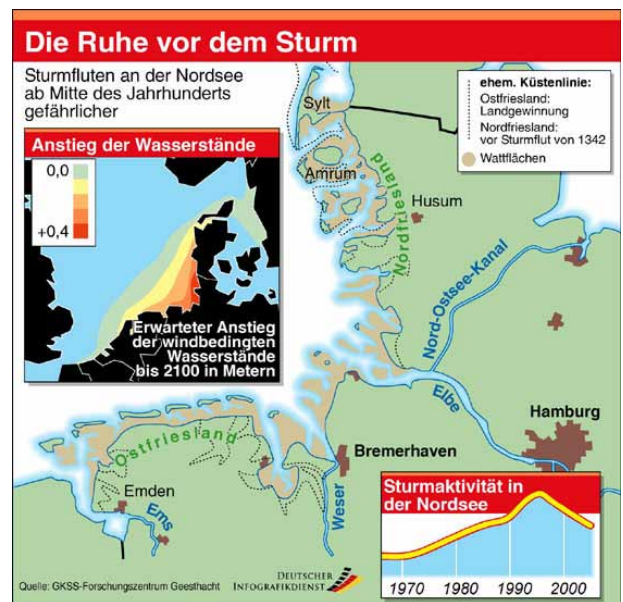 Die Ruhe vor dem Sturm
Sturmfluten an der Nordsee
ab Mitte des Jahrhunderts
gefährlicher
ehem. Küstenlinie:
Ostfriesland:
Landgewinnung
Nordfriesland:
vor Sturmflut von 1342
Wattflächen
Anstieg der Wasserstände
0,0
+0,4
Erwarteter Anstieg
der windbedingten
Wasserstände
bis 2100 in Metern
Sylt
Amrum
Nordfriesland
Husum
Nord-Ostsee-Kanal
Elbe
Hamburg
Ostfriesland
Bremerhaven
Emden
Ems
Weser
Sturmaktivität in
der Nordsee
1970 1980 1990 2000
Quelle: GKSS-Forschungszentrum Geesthacht
DEUTSCHER
INFOGRAFIKDIENST